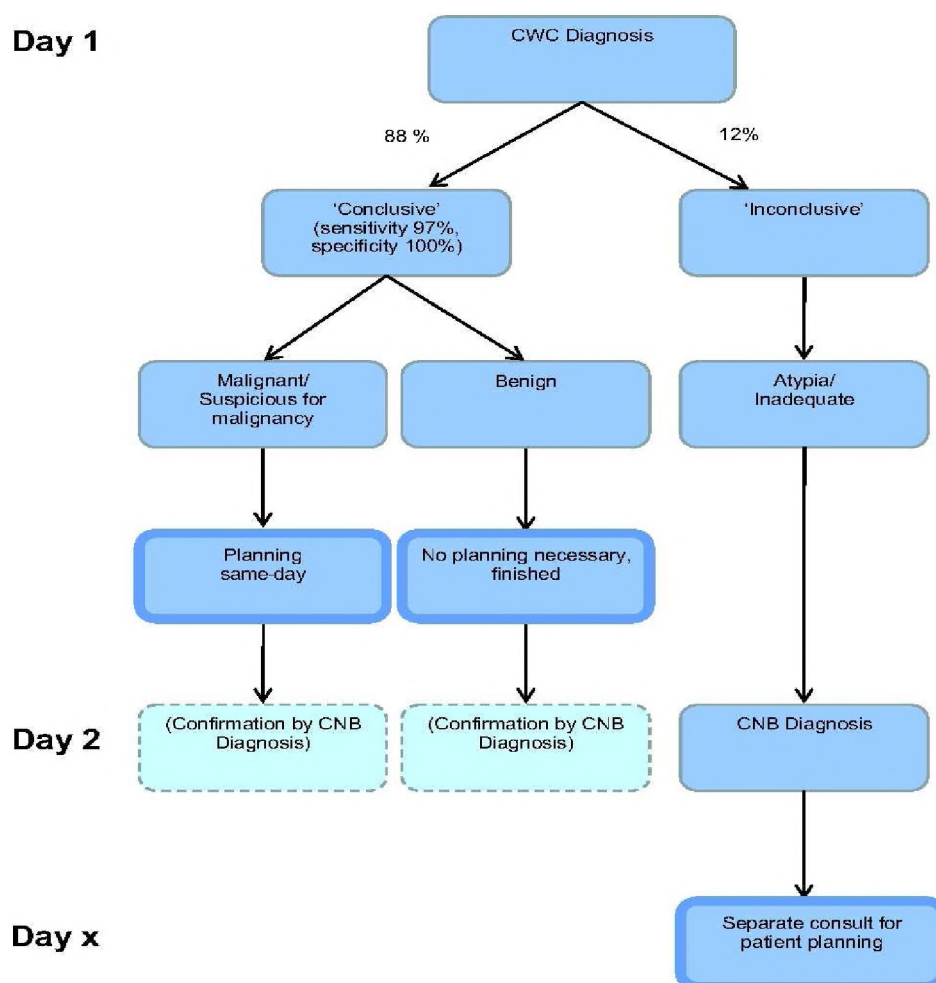 Day 1
CWC Diagnosis
88 %
12%
‘Conclusive’
(sensitivity 97%,
specificity 100%)
‘Inconclusive’
Malignant/
Suspicious for
malignancy
Benign
Atypia/
Inadequate
Planning
same-day
No planning necessary,
finished
Day 2
(Confirmation by CNB
Diagnosis)
(Confirmation by CNB
Diagnosis)
CNB Diagnosis
Day x
Separate consult for
patient planning